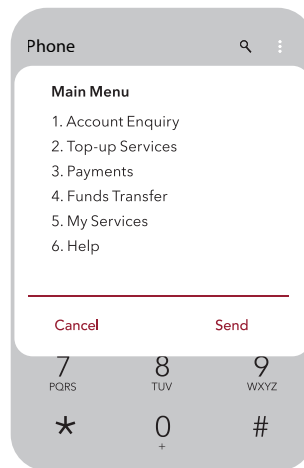 Phone
Main Menu
1. Account Enquiry
2. Top-up Services
3. Payments
4. Funds Transfer
5. My Services
6. Help
Cancel Send
7 8 9
PQRS TUV WXYZ
* 0 #
+